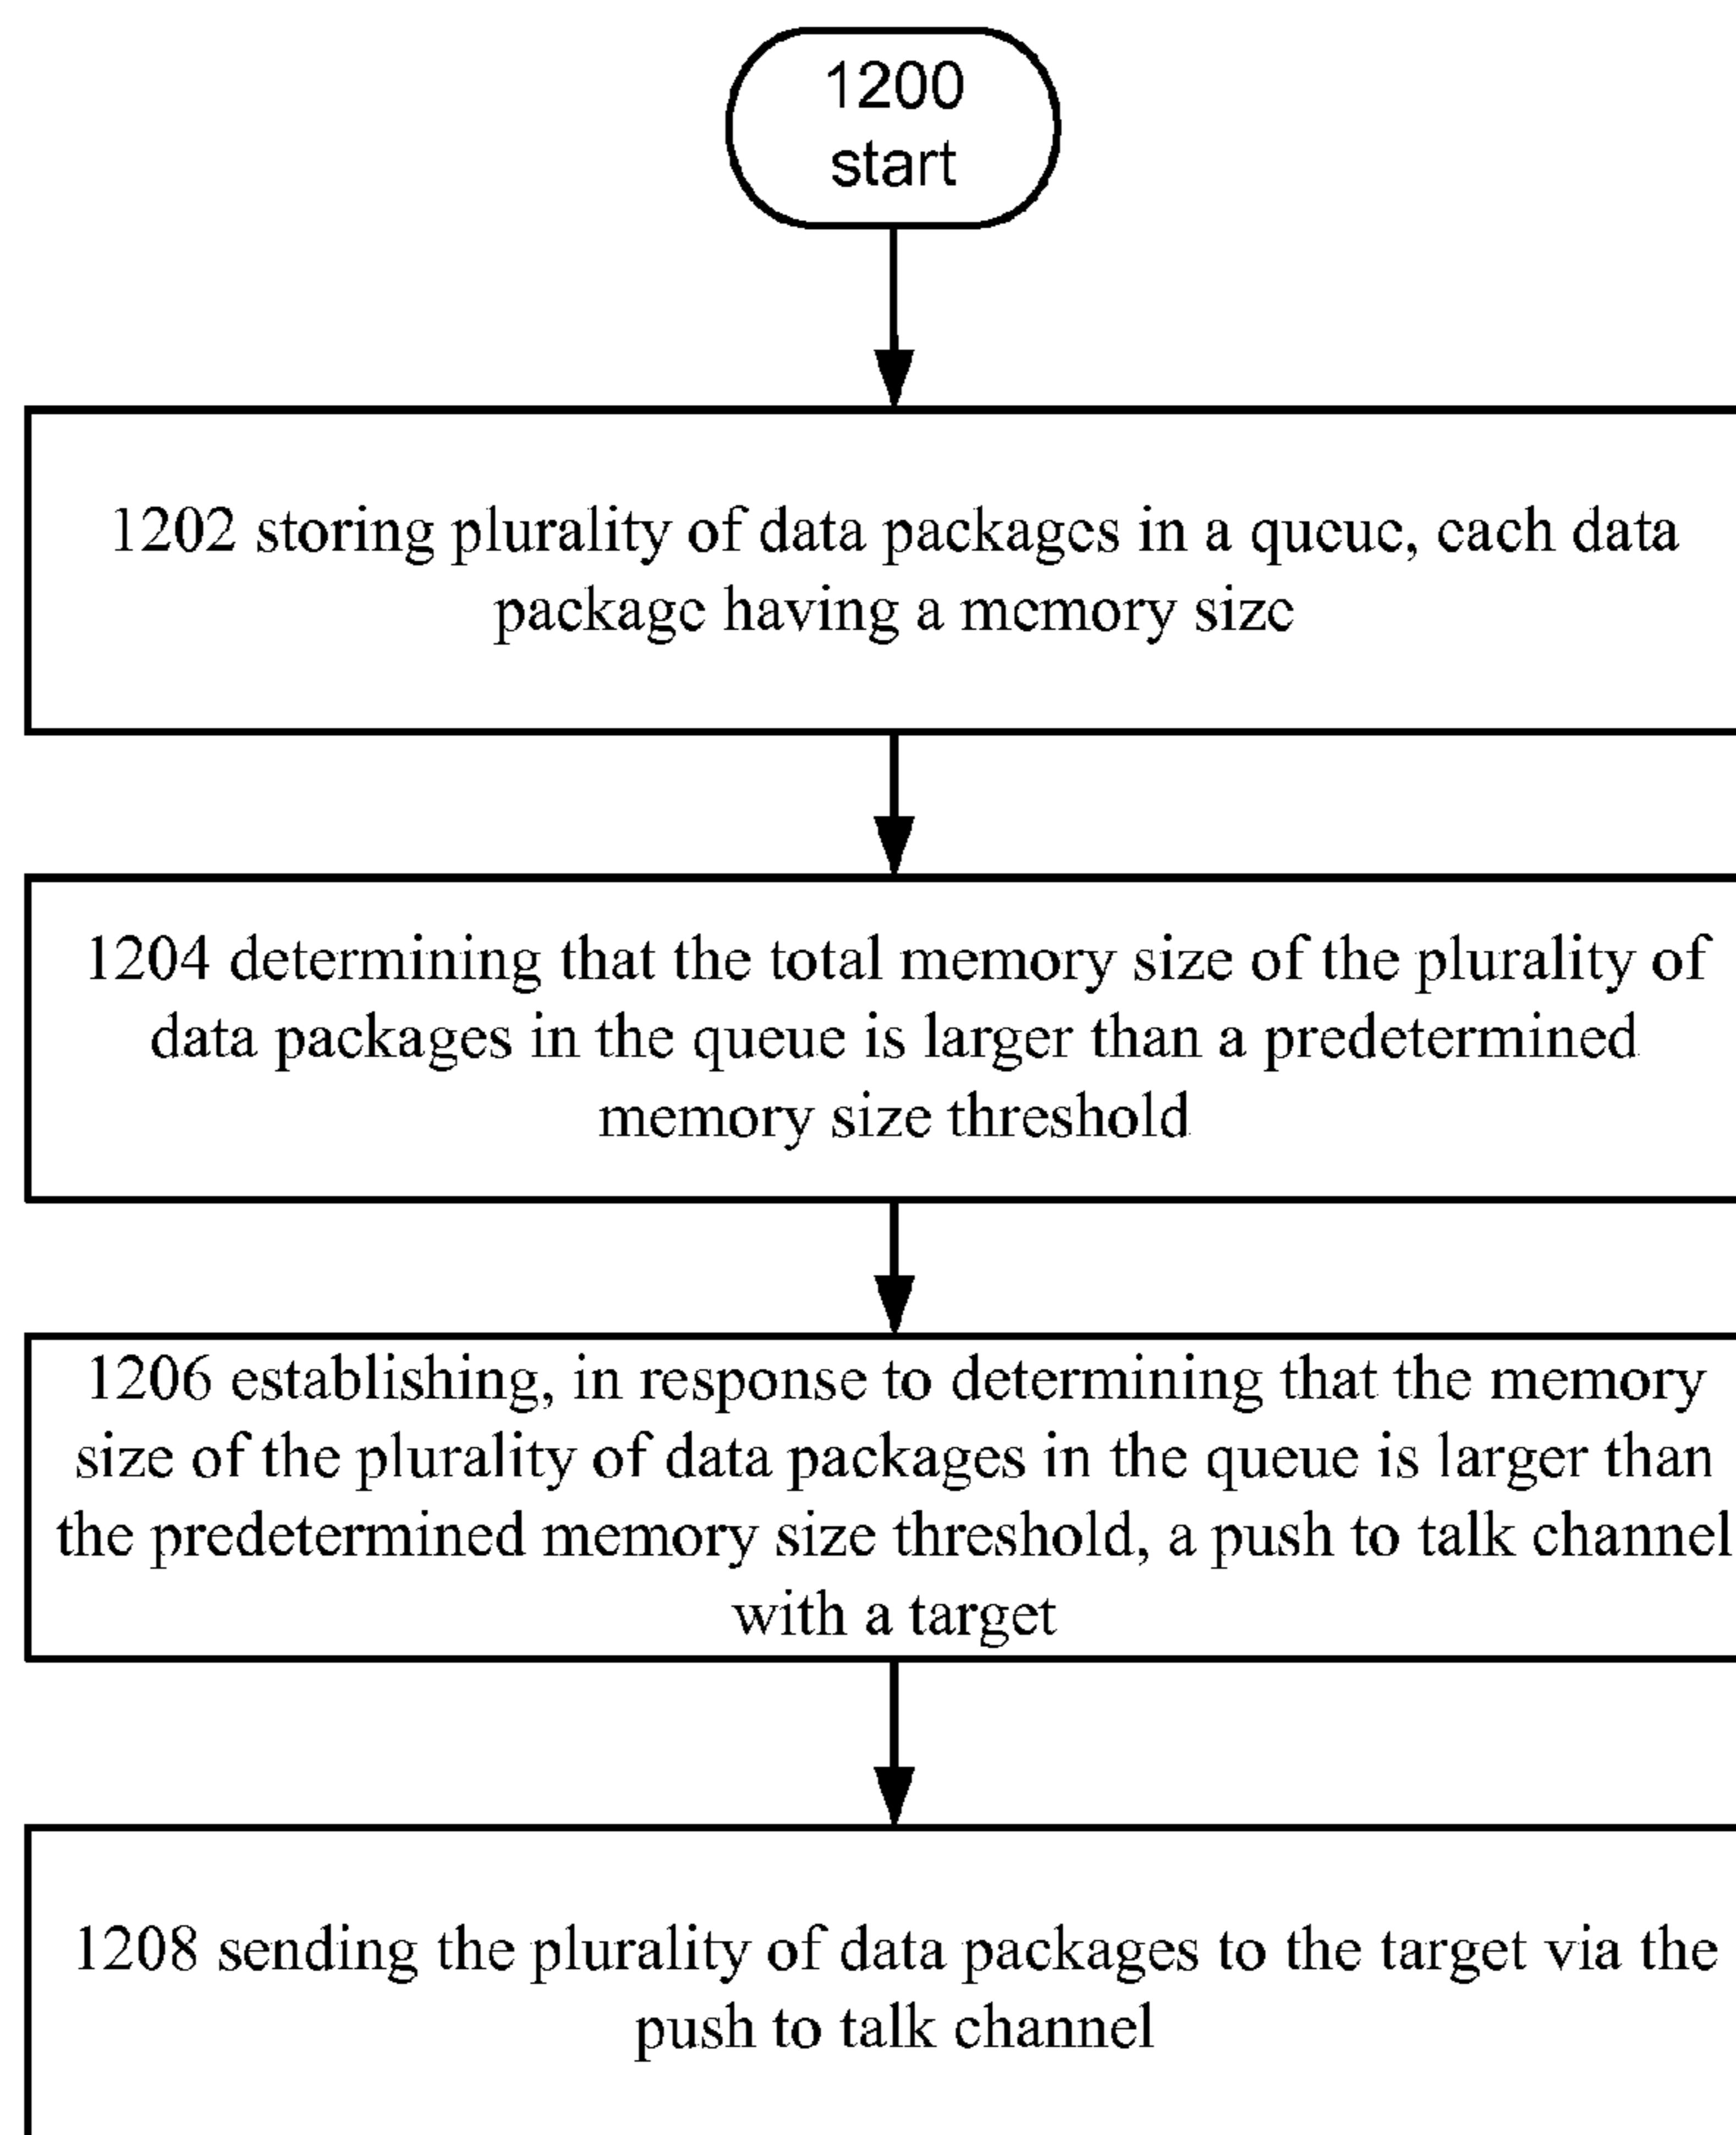 1200
start
1202 storing plurality of data packages in a queue, each data
package having a memory size
1204 determining that the total memory size of the plurality of
data packages in the queue is larger than a predetermined
memory size threshold
1206 establishing, in response to determining that the memory
size of the plurality of data packages in the queue is larger than
the predetermined memory size threshold, a push to talk channel
with a target
1208 sending the plurality of data packages to the target via the
push to talk channel